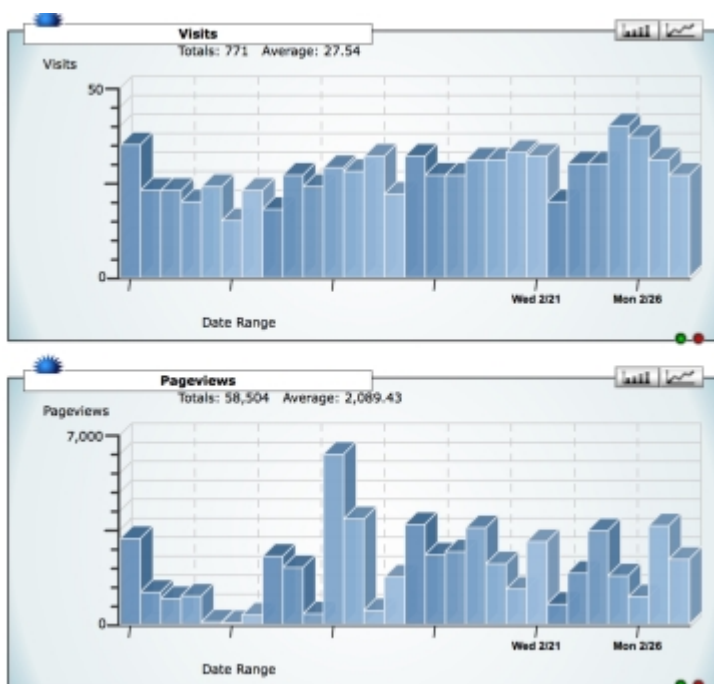 Visits
Totals: 771 Average: 27.54
Visits
50
0
Wed 2/21 Mon 2/26
Date Range
Pageviews
Totals: 58,504 Average: 2,089.43
Pageviews
7,000
0
Wed 2/21 Mon 2/26
Date Range